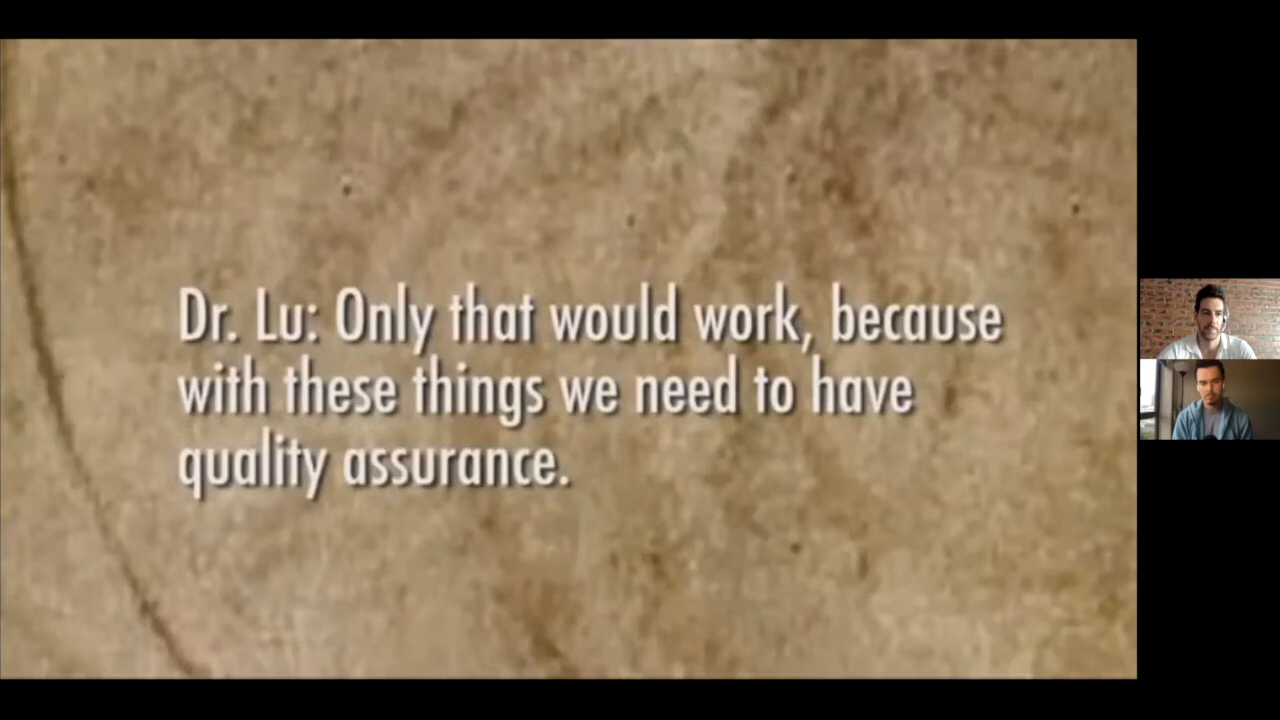 Dr. Lu: Only that would work, because
with these things we need to have
quality assurance.